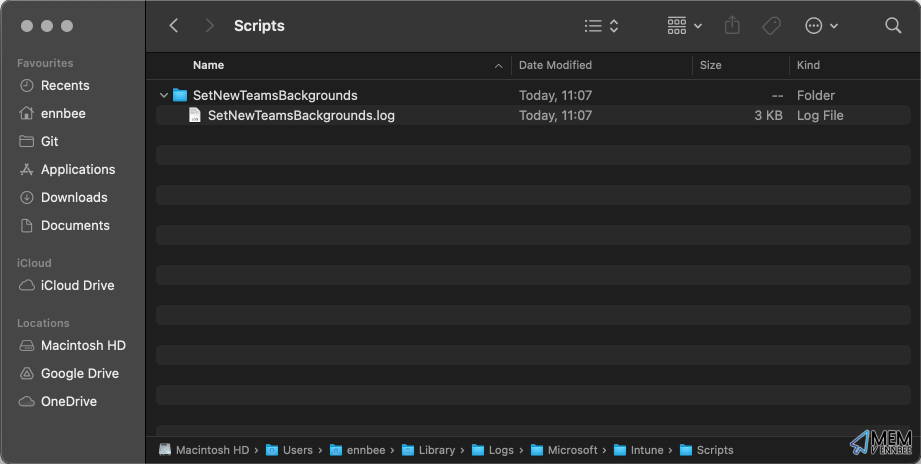 Scripts
Favourites
Recents
ennbee
Git
Applications
Downloads
Documents
iCloud
iCloud Drive
Locations
Macintosh HD
Google Drive
OneDrive
Name Date Modified Size Kind
SetNewTeamsBackgrounds Today, 11:07 -- Folder
SetNewTeamsBackgrounds.log Today, 11:07 3 KB Log File
Macintosh HD › Users › ennbee › Library › Logs › Microsoft › Intune › Scripts
MEM
V ENNBEE